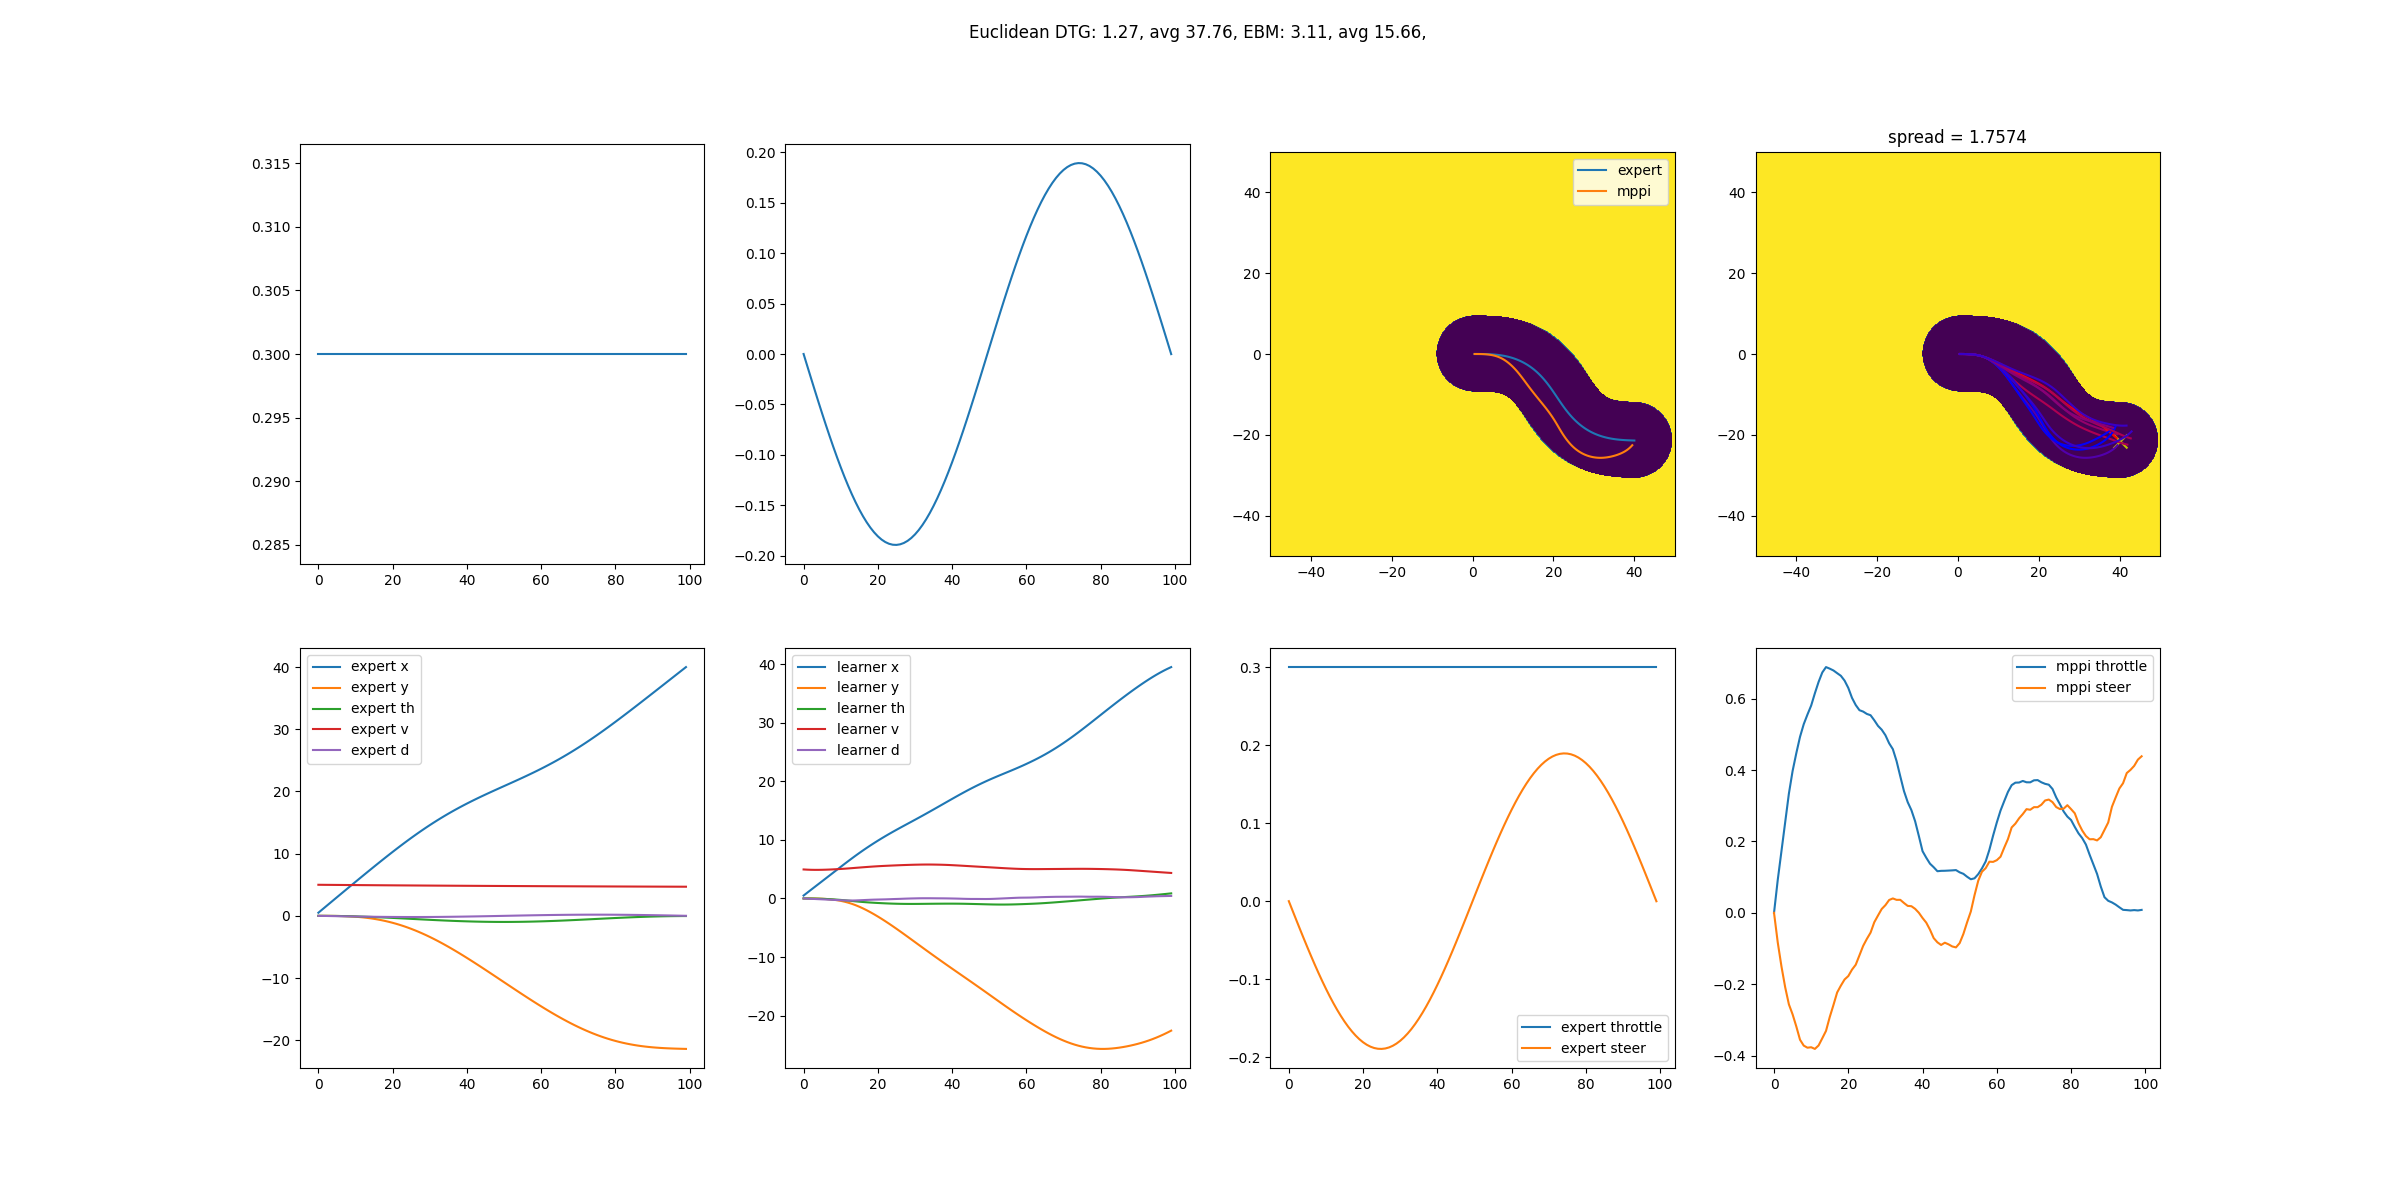 Euclidean DTG: 1.27, avg 37.76, EBM: 3.11, avg 15.66,
0.315
0.310
0.305
0.300
0.295
0.290
0.285
0 20 40 60 80 100
0.20
0.15
0.10
0.05
0.00
−0.05
−0.10
−0.15
−0.20
0 20 40 60 80 100
expert
mppi
40
20
0
−20
−40
−40 −20 0 20 40
spread = 1.7574
40
20
0
−20
−40
−40 −20 0 20 40
expert x
expert y
expert th
expert v
expert d
40
30
20
10
0
−10
−20
0 20 40 60 80 100
learner x
learner y
learner th
learner v
learner d
40
30
20
10
0
−10
−20
0 20 40 60 80 100
0.3
0.2
0.1
0.0
−0.1
−0.2
expert throttle
expert steer
0 20 40 60 80 100
mppi throttle
mppi steer
0.6
0.4
0.2
0.0
−0.2
−0.4
0 20 40 60 80 100